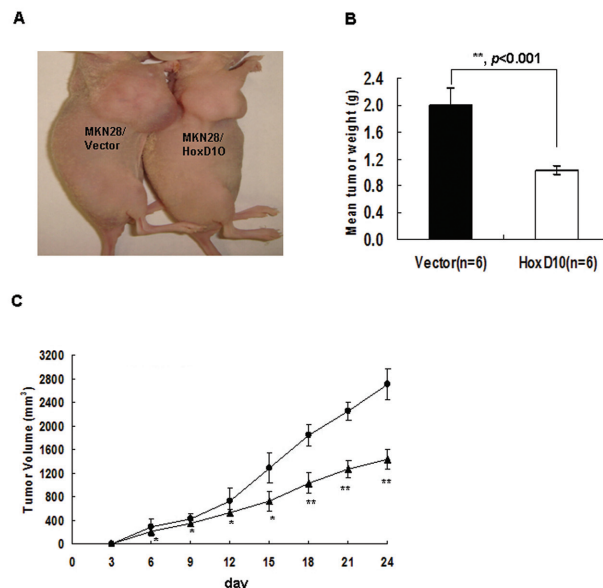 A
MKN28/
Vector
MKN28/
HoxD10
B
**, p<0.001
Mean tumor weight (g)
2.4
2.0
1.6
1.2
0.8
0.4
0.0
Vector(n=6)
HoxD10(n=6)
C
Tumor Volume (mm³)
3200
2800
2400
2000
1600
1200
800
400
0
*
*
*
*
**
**
**
0
3
6
9
12
15
18
21
24
day